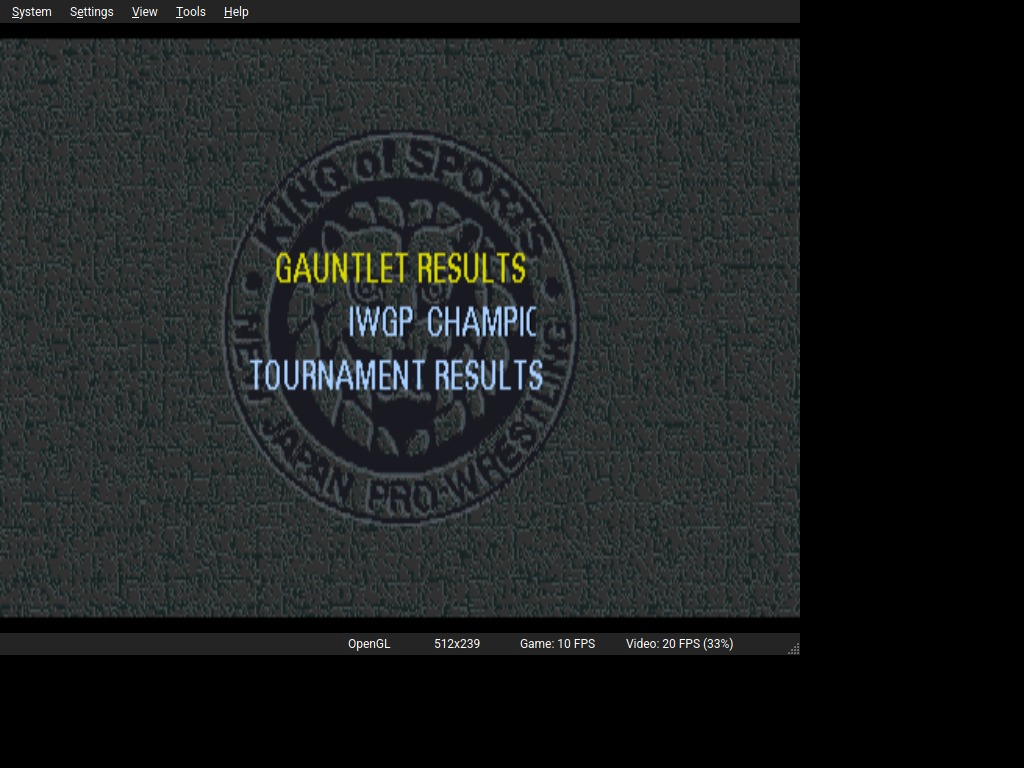 System Settings View Tools Help
KING of SPORTS
GAUNTLET RESULTS
IWGP CHAMPIC
TOURNAMENT RESULTS
NEW JAPAN PRO-WRESTLING
OpenGL 512x239 Game: 10 FPS Video: 20 FPS (33%)